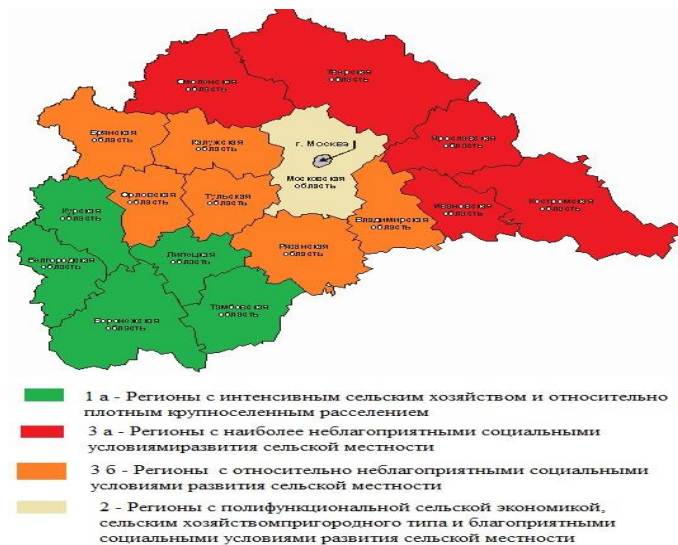 Смоленская
область
Тверская
область
Брянская
область
Калужская
область
г. Москва
Ярославская
область
Московская
область
Курская
область
Орловская
область
Тульская
область
Владимирская
область
Ивановская
область
Костромская
область
Белгородская
область
Липецкая
область
Рязанская
область
Воронежская
область
Тамбовская
область
1 а - Регионы с интенсивным сельским хозяйством и относительно
плотным крупноселенным расселением
3 а - Регионы с наиболее неблагоприятными социальными
условиямиразвития сельской местности
3 б - Регионы с относительно неблагоприятными социальными
условиями развития сельской местности
2 - Регионы с полифункциональной сельской экономикой,
сельским хозяйствомпригородного типа и благоприятными
социальными условиями развития сельской местности